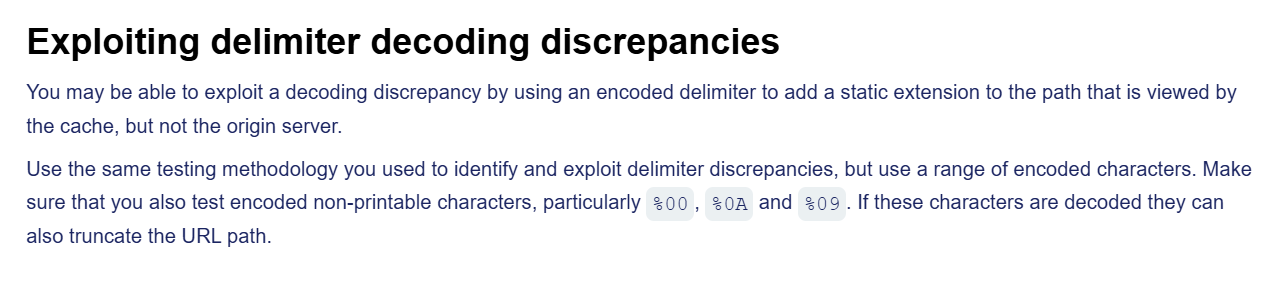 Exploiting delimiter decoding discrepancies
You may be able to exploit a decoding discrepancy by using an encoded delimiter to add a static extension to the path that is viewed by
the cache, but not the origin server.
Use the same testing methodology you used to identify and exploit delimiter discrepancies, but use a range of encoded characters. Make
sure that you also test encoded non-printable characters, particularly %00, %0A and %09. If these characters are decoded they can
also truncate the URL path.